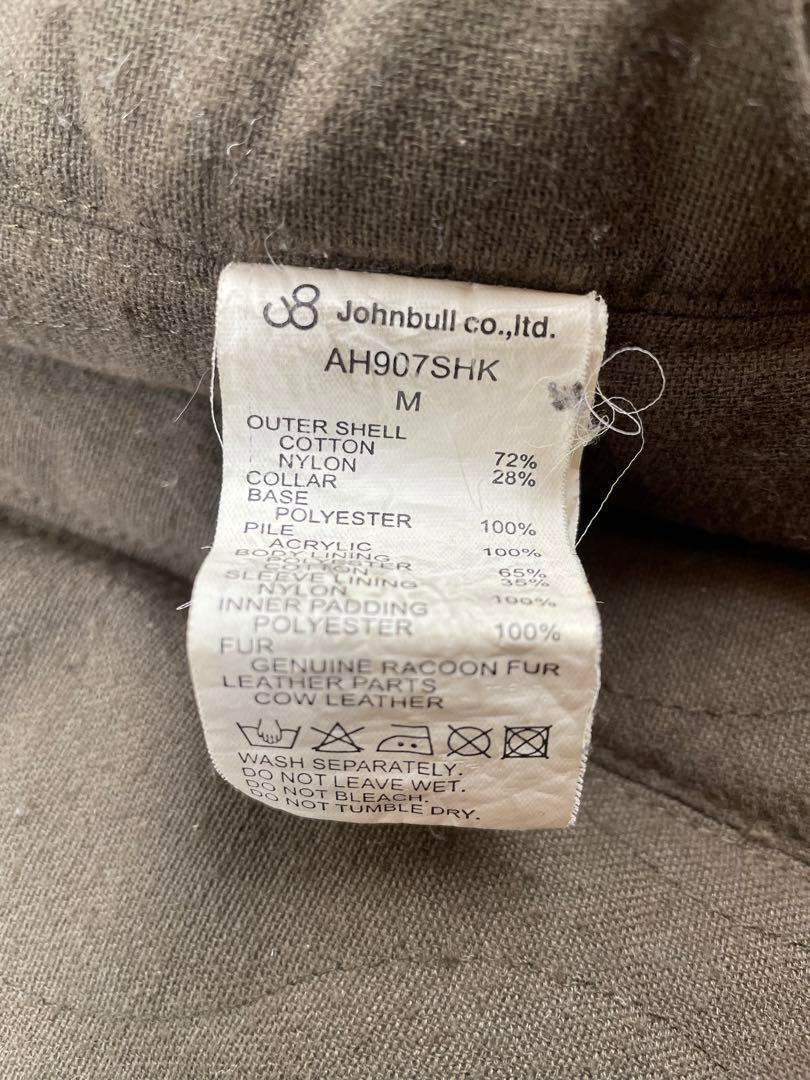 Johnbull co.,ltd.
AH907SHK
M
OUTER SHELL
COTTON 72%
NYLON 28%
COLLAR
BASE
POLYESTER 100%
PILE
ACRYLIC 100%
BODY LINING
POLYESTER 65%
COTTON 35%
SLEEVE LINING
NYLON 100%
INNER PADDING
POLYESTER 100%
FUR
GENUINE RACOON FUR
LEATHER PARTS
COW LEATHER
WASH SEPARATELY.
DO NOT LEAVE WET.
DO NOT BLEACH.
DO NOT TUMBLE DRY.